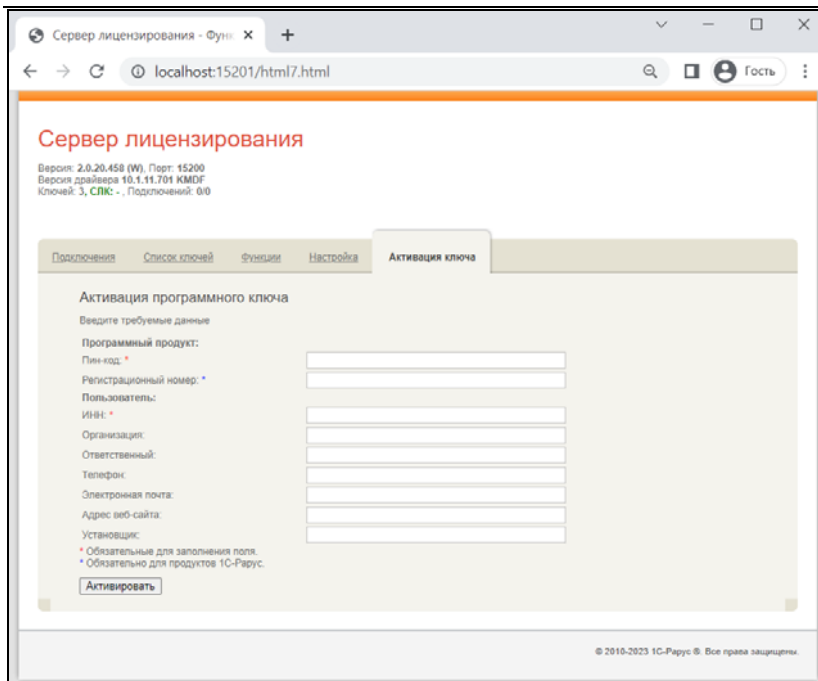 Сервер лицензирования - Функ
localhost:15201/html7.html
Гость
Сервер лицензирования
Версия: 2.0.20.458 (W), Порт: 15200
Версия драйвера 10.1.11.701 KMDF
Ключей: 3, СЛК: - , Подключений: 0/0
Подключения Список ключей Функции Настройка Активация ключа
Активация программного ключа
Введите требуемые данные
Программный продукт:
Пин-код: *
Регистрационный номер: *
Пользователь:
ИНН: *
Организация:
Ответственный:
Телефон:
Электронная почта:
Адрес веб-сайта:
Установщик:
* Обязательные для заполнения поля.
* Обязательно для продуктов 1С-Рарус.
Активировать
© 2010-2023 1С-Рарус ®. Все права защищены.